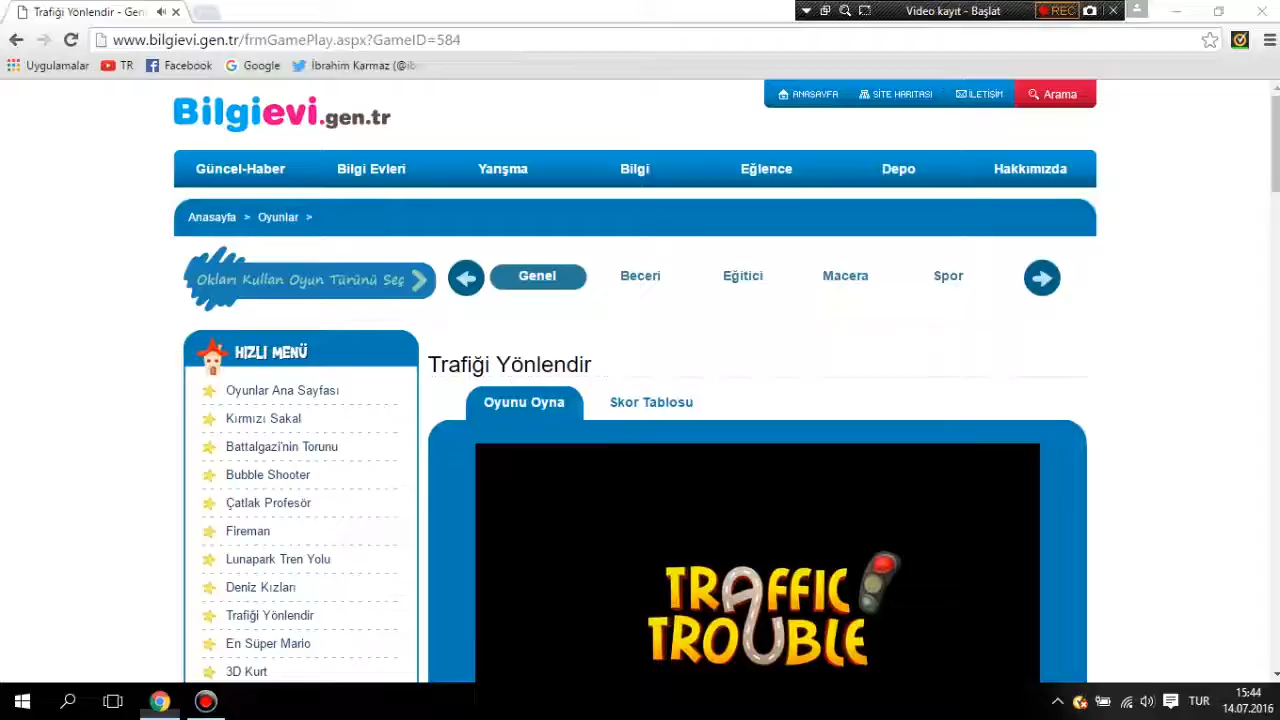 Trafiği Yönlendir - Gen
Video kayıt - Başlat
REC
www.bilgievi.gen.tr/frmGamePlay.aspx?GameID=584
Uygulamalar
TR
Facebook
Google
İbrahim Karmaz (@ib
Bilgievi.gen.tr
ANASAYFA
SİTE HARITASI
İLETİŞİM
Arama
Güncel-Haber
Bilgi Evleri
Yarışma
Bilgi
Eğlence
Depo
Hakkımızda
Anasayfa > Oyunlar >
Okları Kullan Oyun Türünü Seç
Genel
Beceri
Eğitici
Macera
Spor
HIZLI MENÜ
Oyunlar Ana Sayfası
Kırmızı Sakal
Battalgazi'nin Torunu
Bubble Shooter
Çatlak Profesör
Fireman
Lunapark Tren Yolu
Deniz Kızları
Trafiği Yönlendir
En Süper Mario
3D Kurt
Trafiği Yönlendir
Oyunu Oyna
Skor Tablosu
TRAFFIC
TROUBLE
TUR
15:44
14.07.2016